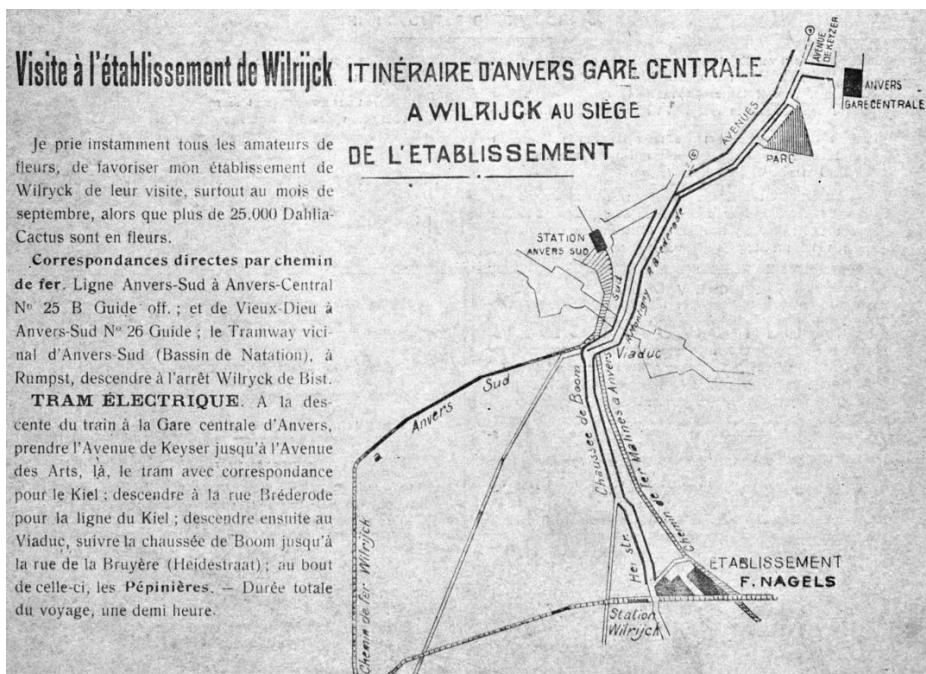 Visite à l'établissement de Wilrijck
Je prie instamment tous les amateurs de
fleurs, de favoriser mon établissement de
Wilryck de leur visite, surtout au mois de
septembre, alors que plus de 25.000 Dahlia-
Cactus sont en fleurs.
Correspondances directes par chemin
de fer. Ligne Anvers-Sud à Anvers-Central
N° 25 B Guide off. ; et de Vieux-Dieu à
Anvers-Sud N° 26 Guide ; le Tramway vici-
nal d'Anvers-Sud (Bassin de Natation), à
Rumpst, descendre à l'arrêt Wilryck de Bist.
TRAM ÉLECTRIQUE. A la des-
cente du train à la Gare centrale d'Anvers,
prendre l'Avenue de Keyser jusqu'à l'Avenue
des Arts, là, le tram avec correspondance
pour le Kiel ; descendre à la rue Bréderode
pour la ligne du Kiel ; descendre ensuite au
Viaduc, suivre la chaussée de Boom jusqu'à
la rue de la Bruyère (Heidestraat) ; au bout
de celle-ci, les Pépinières. — Durée totale
du voyage, une demi heure.
ITINÉRAIRE D'ANVERS GARE CENTRALE
A WILRIJCK AU SIÈGE
DE L'ETABLISSEMENT
AVENUE
DE KEYZER
ANVERS
GARE CENTRALE
AVENUES
PARC
STATION
ANVERS SUD
Sud
R Bréderode
Viaduc
Anvers Sud
Chaussée de Boom
Chemin de fer Malines à Anvers
Chemin de fer Wilrijck
Hei str.
ETABLISSEMENT
F. NAGELS
Station
Wilrijck